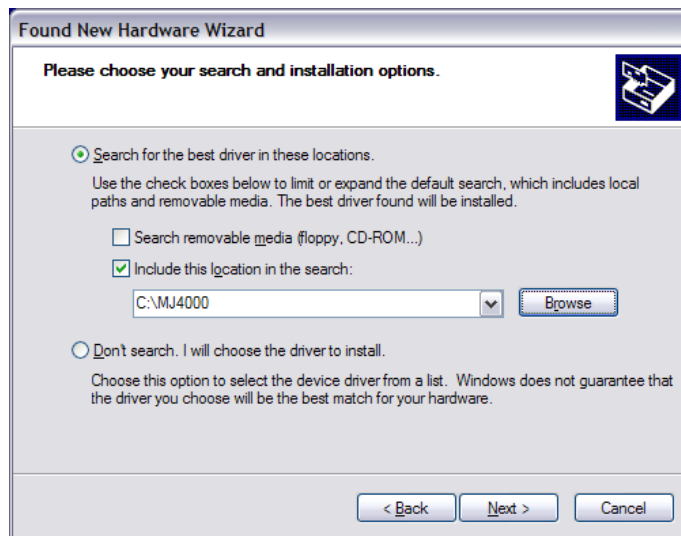 Found New Hardware Wizard
Please choose your search and installation options.
Search for the best driver in these locations.
Use the check boxes below to limit or expand the default search, which includes local
paths and removable media. The best driver found will be installed.
Search removable media (floppy, CD-ROM...)
Include this location in the search:
C:\MJ4000
Browse
Don't search. I will choose the driver to install.
Choose this option to select the device driver from a list. Windows does not guarantee that
the driver you choose will be the best match for your hardware.
< Back
Next >
Cancel